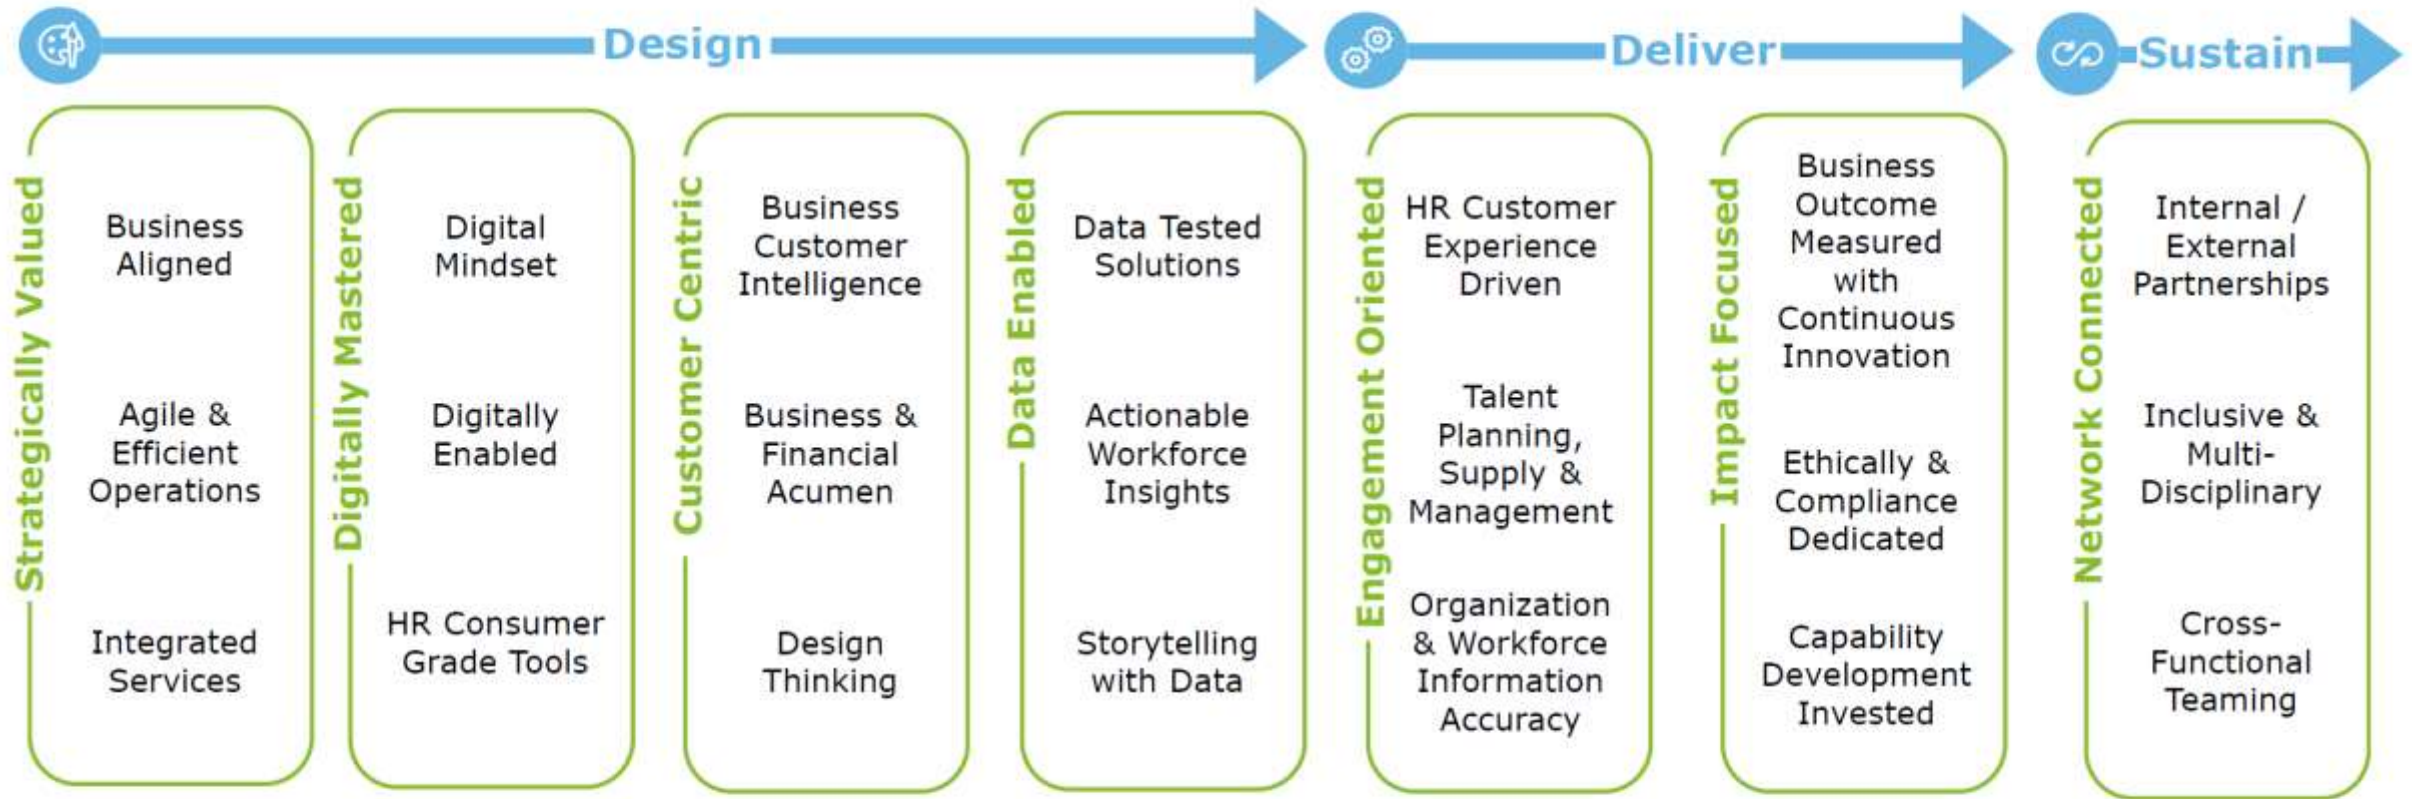 Design
Deliver
Sustain
Strategically Valued
Business
Aligned
Agile &
Efficient
Operations
Integrated
Services
Digitally Mastered
Digital
Mindset
Digitally
Enabled
HR Consumer
Grade Tools
Customer Centric
Business
Customer
Intelligence
Business &
Financial
Acumen
Design
Thinking
Data Enabled
Data Tested
Solutions
Actionable
Workforce
Insights
Storytelling
with Data
Engagement Oriented
HR Customer
Experience
Driven
Talent
Planning,
Supply &
Management
Organization
& Workforce
Information
Accuracy
Impact Focused
Business
Outcome
Measured
with
Continuous
Innovation
Ethically &
Compliance
Dedicated
Capability
Development
Invested
Network Connected
Internal /
External
Partnerships
Inclusive &
Multi-
Disciplinary
Cross-
Functional
Teaming